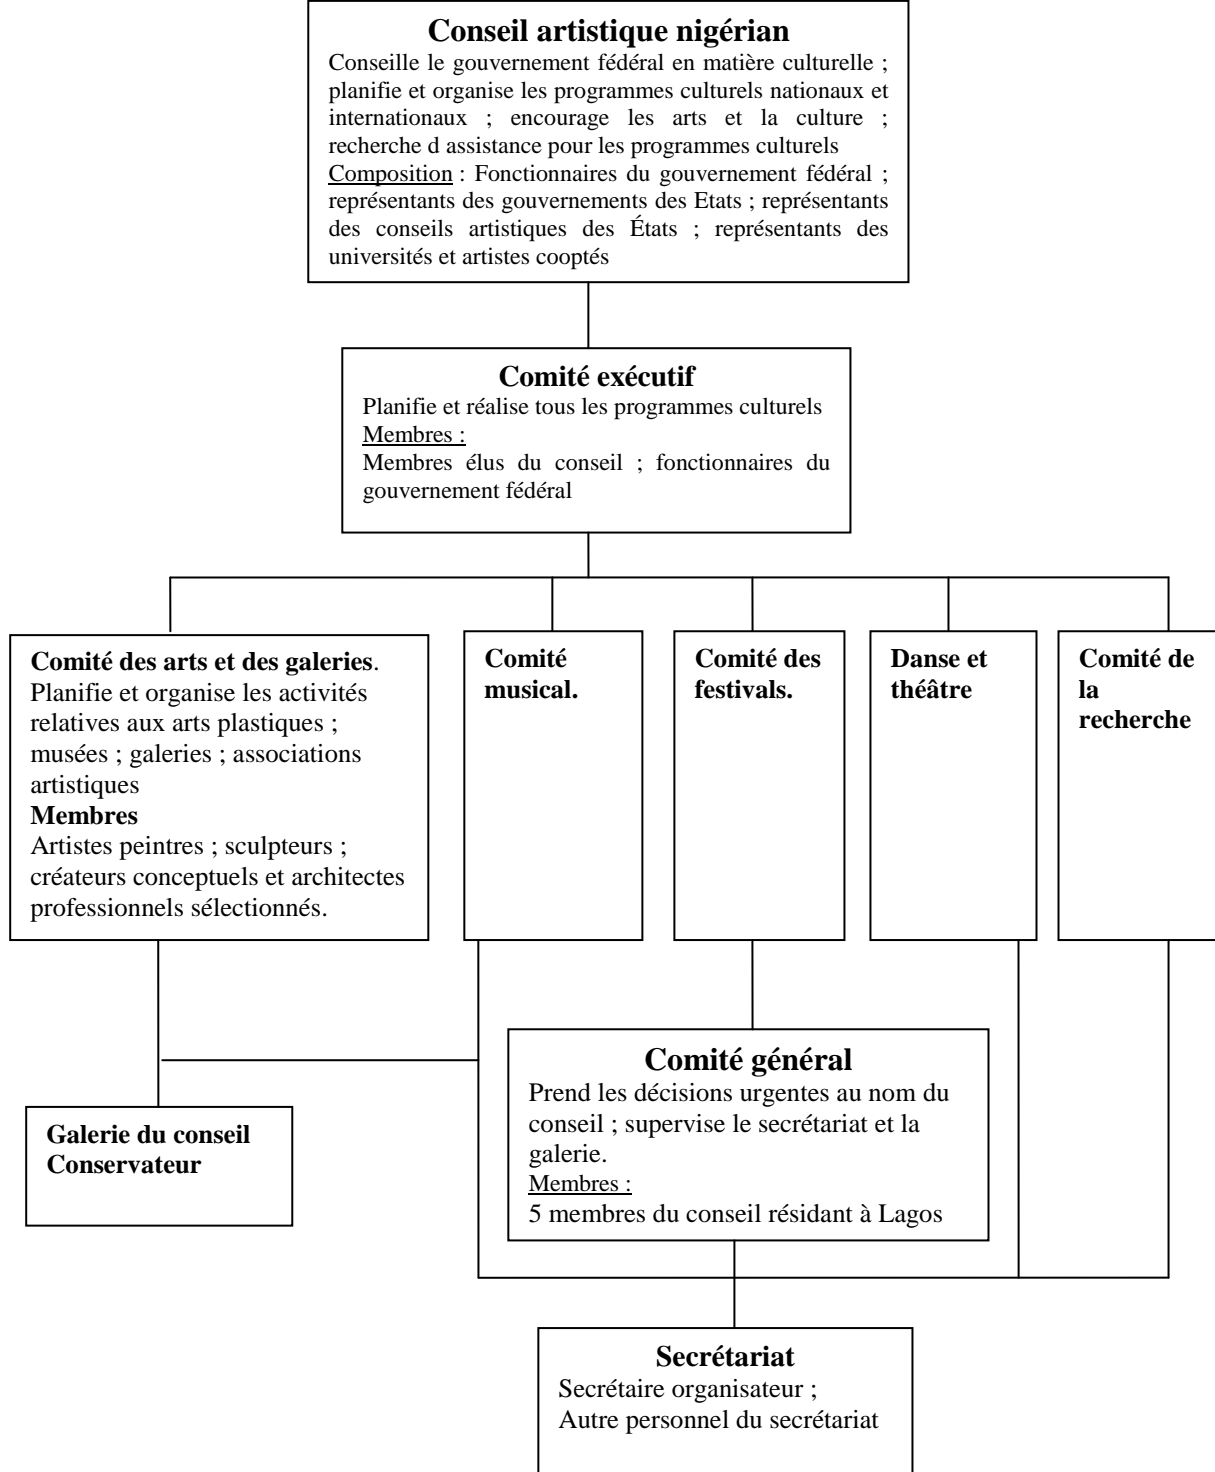 Conseil artistique nigérian
Conseille le gouvernement fédéral en matière culturelle ;
planifie et organise les programmes culturels nationaux et
internationaux ; encourage les arts et la culture ;
recherche d assistance pour les programmes culturels
Composition : Fonctionnaires du gouvernement fédéral ;
représentants des gouvernements des Etats ; représentants
des conseils artistiques des États ; représentants des
universités et artistes cooptés
Comité exécutif
Planifie et réalise tous les programmes culturels
Membres :
Membres élus du conseil ; fonctionnaires du
gouvernement fédéral
Comité des arts et des galeries.
Planifie et organise les activités
relatives aux arts plastiques ;
musées ; galeries ; associations
artistiques
Membres
Artistes peintres ; sculpteurs ;
créateurs conceptuels et architectes
professionnels sélectionnés.
Comité
musical.
Comité des
festivals.
Danse et
théâtre
Comité de
la
recherche
Comité général
Prend les décisions urgentes au nom du
conseil ; supervise le secrétariat et la
galerie.
Membres :
5 membres du conseil résidant à Lagos
Galerie du conseil
Conservateur
Secrétariat
Secrétaire organisateur ;
Autre personnel du secrétariat